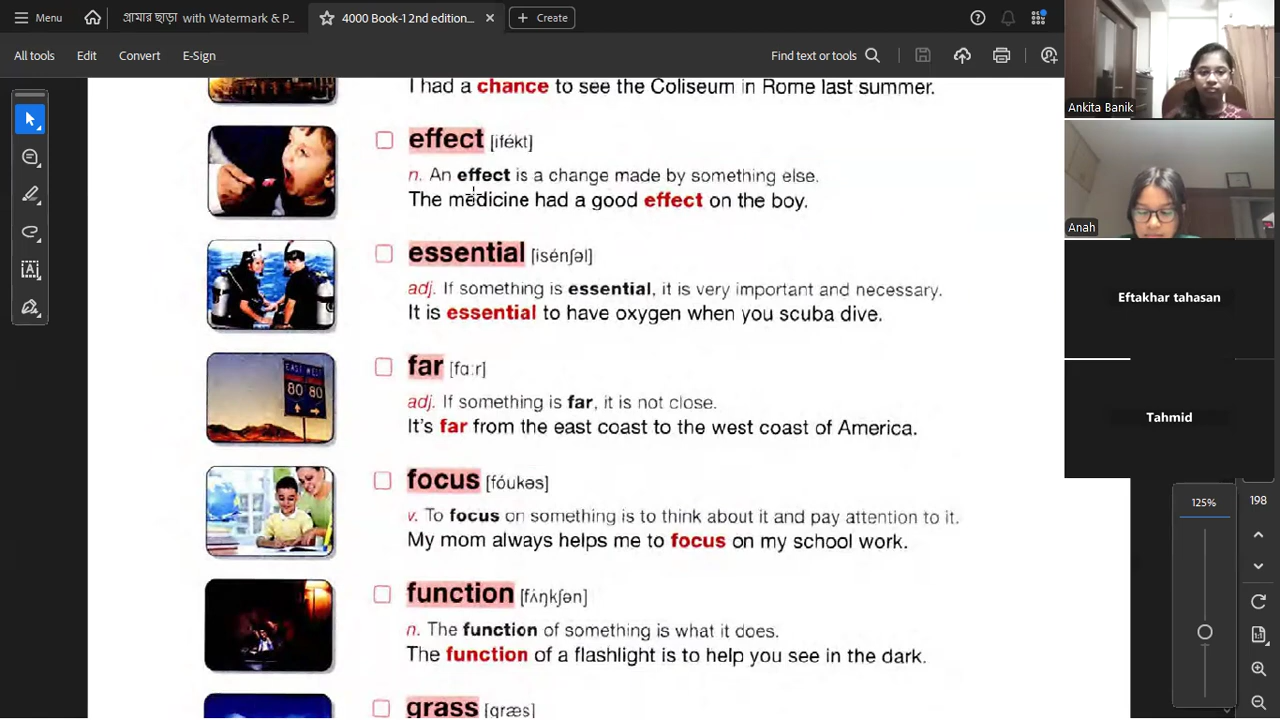 Menu
গ্রামার ছাড়া with Watermark & P...
4000 Book-1 2nd edition...
Create
All tools
Edit
Convert
E-Sign
Find text or tools
I had a chance to see the Coliseum in Rome last summer.
effect [ifékt]
n. An effect is a change made by something else.
The medicine had a good effect on the boy.
essential [isénʃəl]
adj. If something is essential, it is very important and necessary.
It is essential to have oxygen when you scuba dive.
EAST WEST
80 80
far [fɑːr]
adj. If something is far, it is not close.
It's far from the east coast to the west coast of America.
focus [fóukəs]
v. To focus on something is to think about it and pay attention to it.
My mom always helps me to focus on my school work.
function [fʌ́ŋkʃən]
n. The function of something is what it does.
The function of a flashlight is to help you see in the dark.
grass [græs]
Ankita Banik
Anah
Eftakhar tahasan
Tahmid
125%
198
1:1